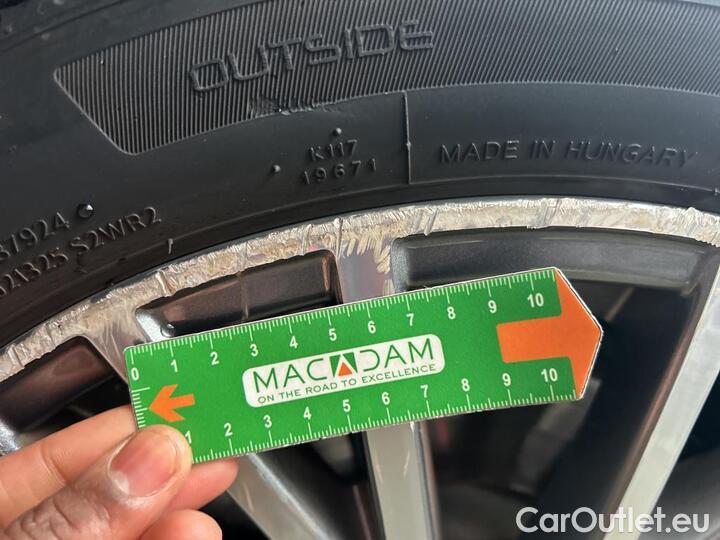 OUTSIDE
K117
19671
MADE IN HUNGARY
37924
S2WR2
0 1 2 3 4 5 6 7 8 9 10
MACADAM
ON THE ROAD TO EXCELLENCE
1 2 3 4 5 6 7 8 9 10
CarOutlet.eu